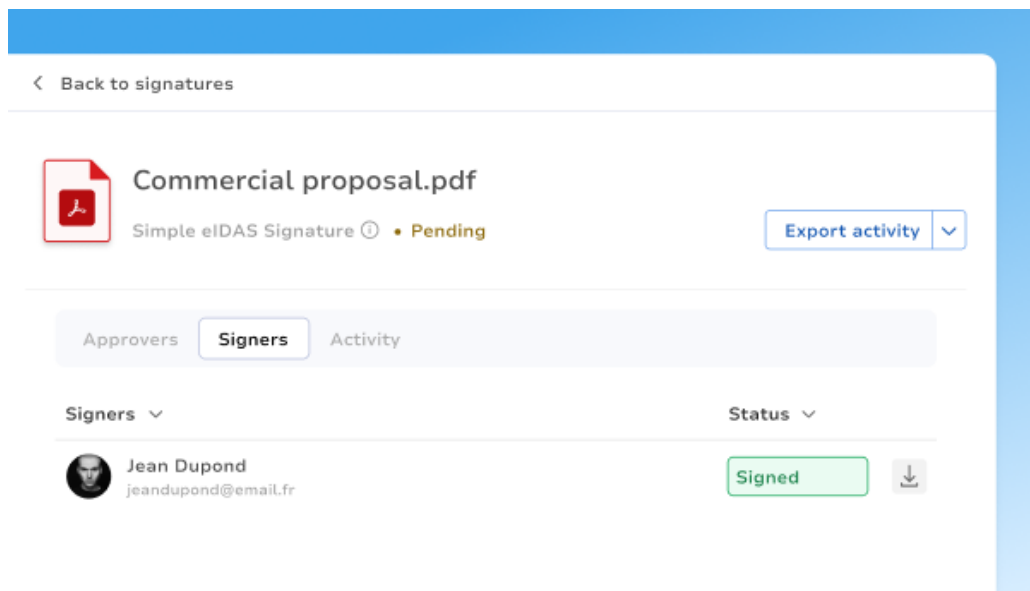 Back to signatures
Commercial proposal.pdf
Simple eIDAS Signature • Pending
Export activity
Approvers Signers Activity
Signers Status
Jean Dupond
jeandupond@email.fr
Signed